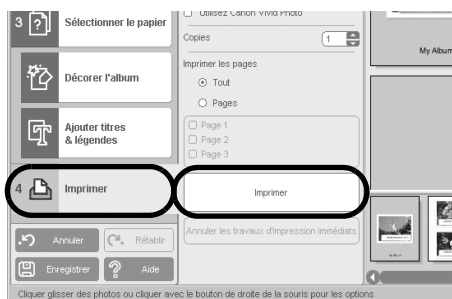 3 Sélectionner le papier
Décorer l'album
Ajouter titres
& légendes
4 Imprimer
Annuler
Rétablir
Enregistrer
Aide
Utilisez Canon Vivid Photo
Copies
1
Imprimer les pages
Tout
Pages
Page 1
Page 2
Page 3
Imprimer
Annuler les travaux d'impression immédiats
My Album
Cliquer glisser des photos ou cliquer avec le bouton de droite de la souris pour les options